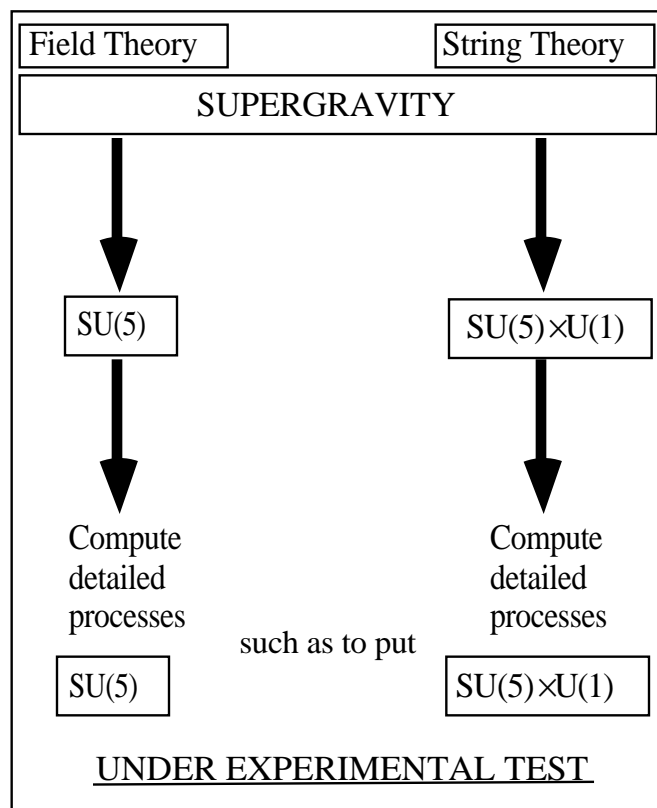 Field Theory String Theory
SUPERGRAVITY
SU(5) SU(5)×U(1)
Compute
detailed
processes
Compute
detailed
processes
such as to put
SU(5) SU(5)×U(1)
UNDER EXPERIMENTAL TEST